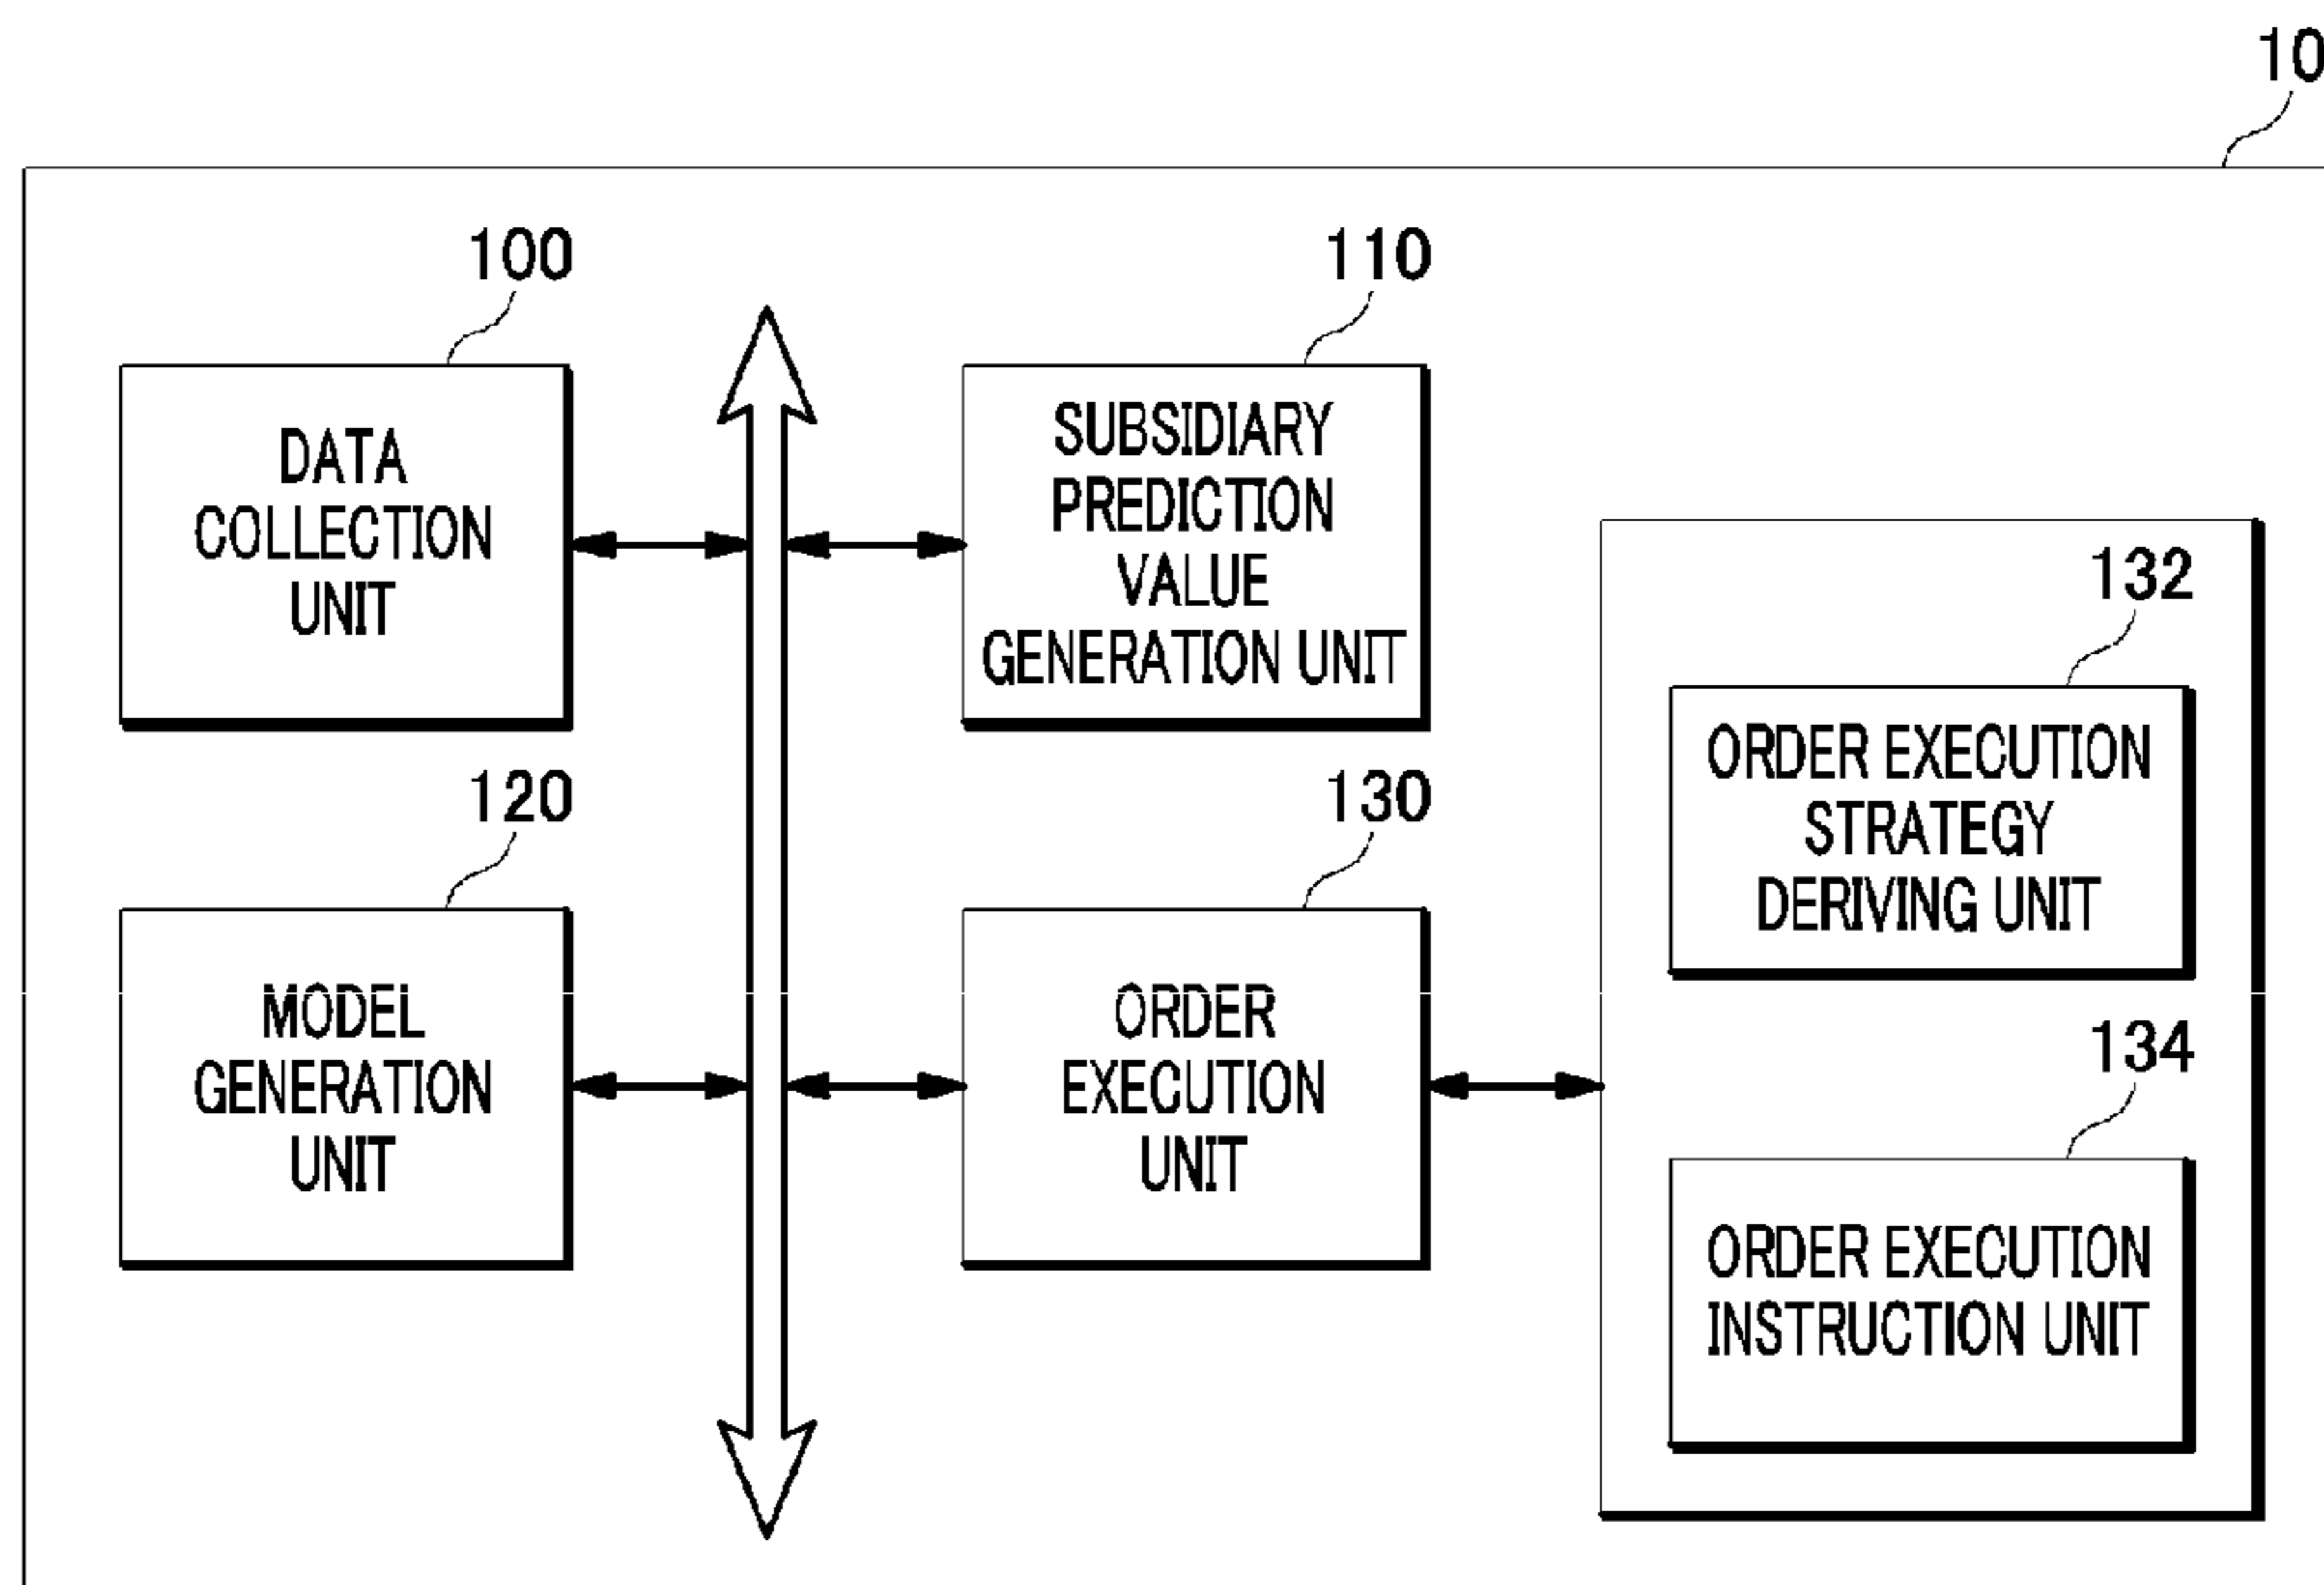 10
100
DATA
COLLECTION
UNIT
110
SUBSIDIARY
PREDICTION
VALUE
GENERATION UNIT
120
MODEL
GENERATION
UNIT
130
ORDER
EXECUTION
UNIT
132
ORDER EXECUTION
STRATEGY
DERIVING UNIT
134
ORDER EXECUTION
INSTRUCTION UNIT